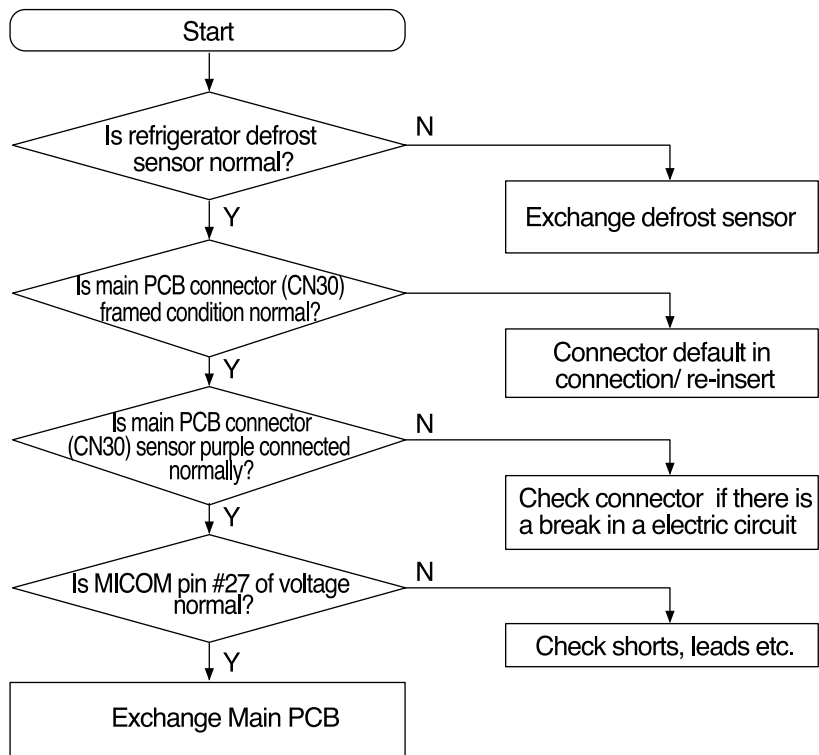 Start
Is refrigerator defrost
sensor normal?
N
Exchange defrost sensor
Y
Is main PCB connector (CN30)
framed condition normal?
Connector default in
connection/ re-insert
Y
Is main PCB connector
(CN30) sensor purple connected
normally?
N
Check connector if there is
a break in a electric circuit
Y
Is MICOM pin #27 of voltage
normal?
N
Check shorts, leads etc.
Y
Exchange Main PCB